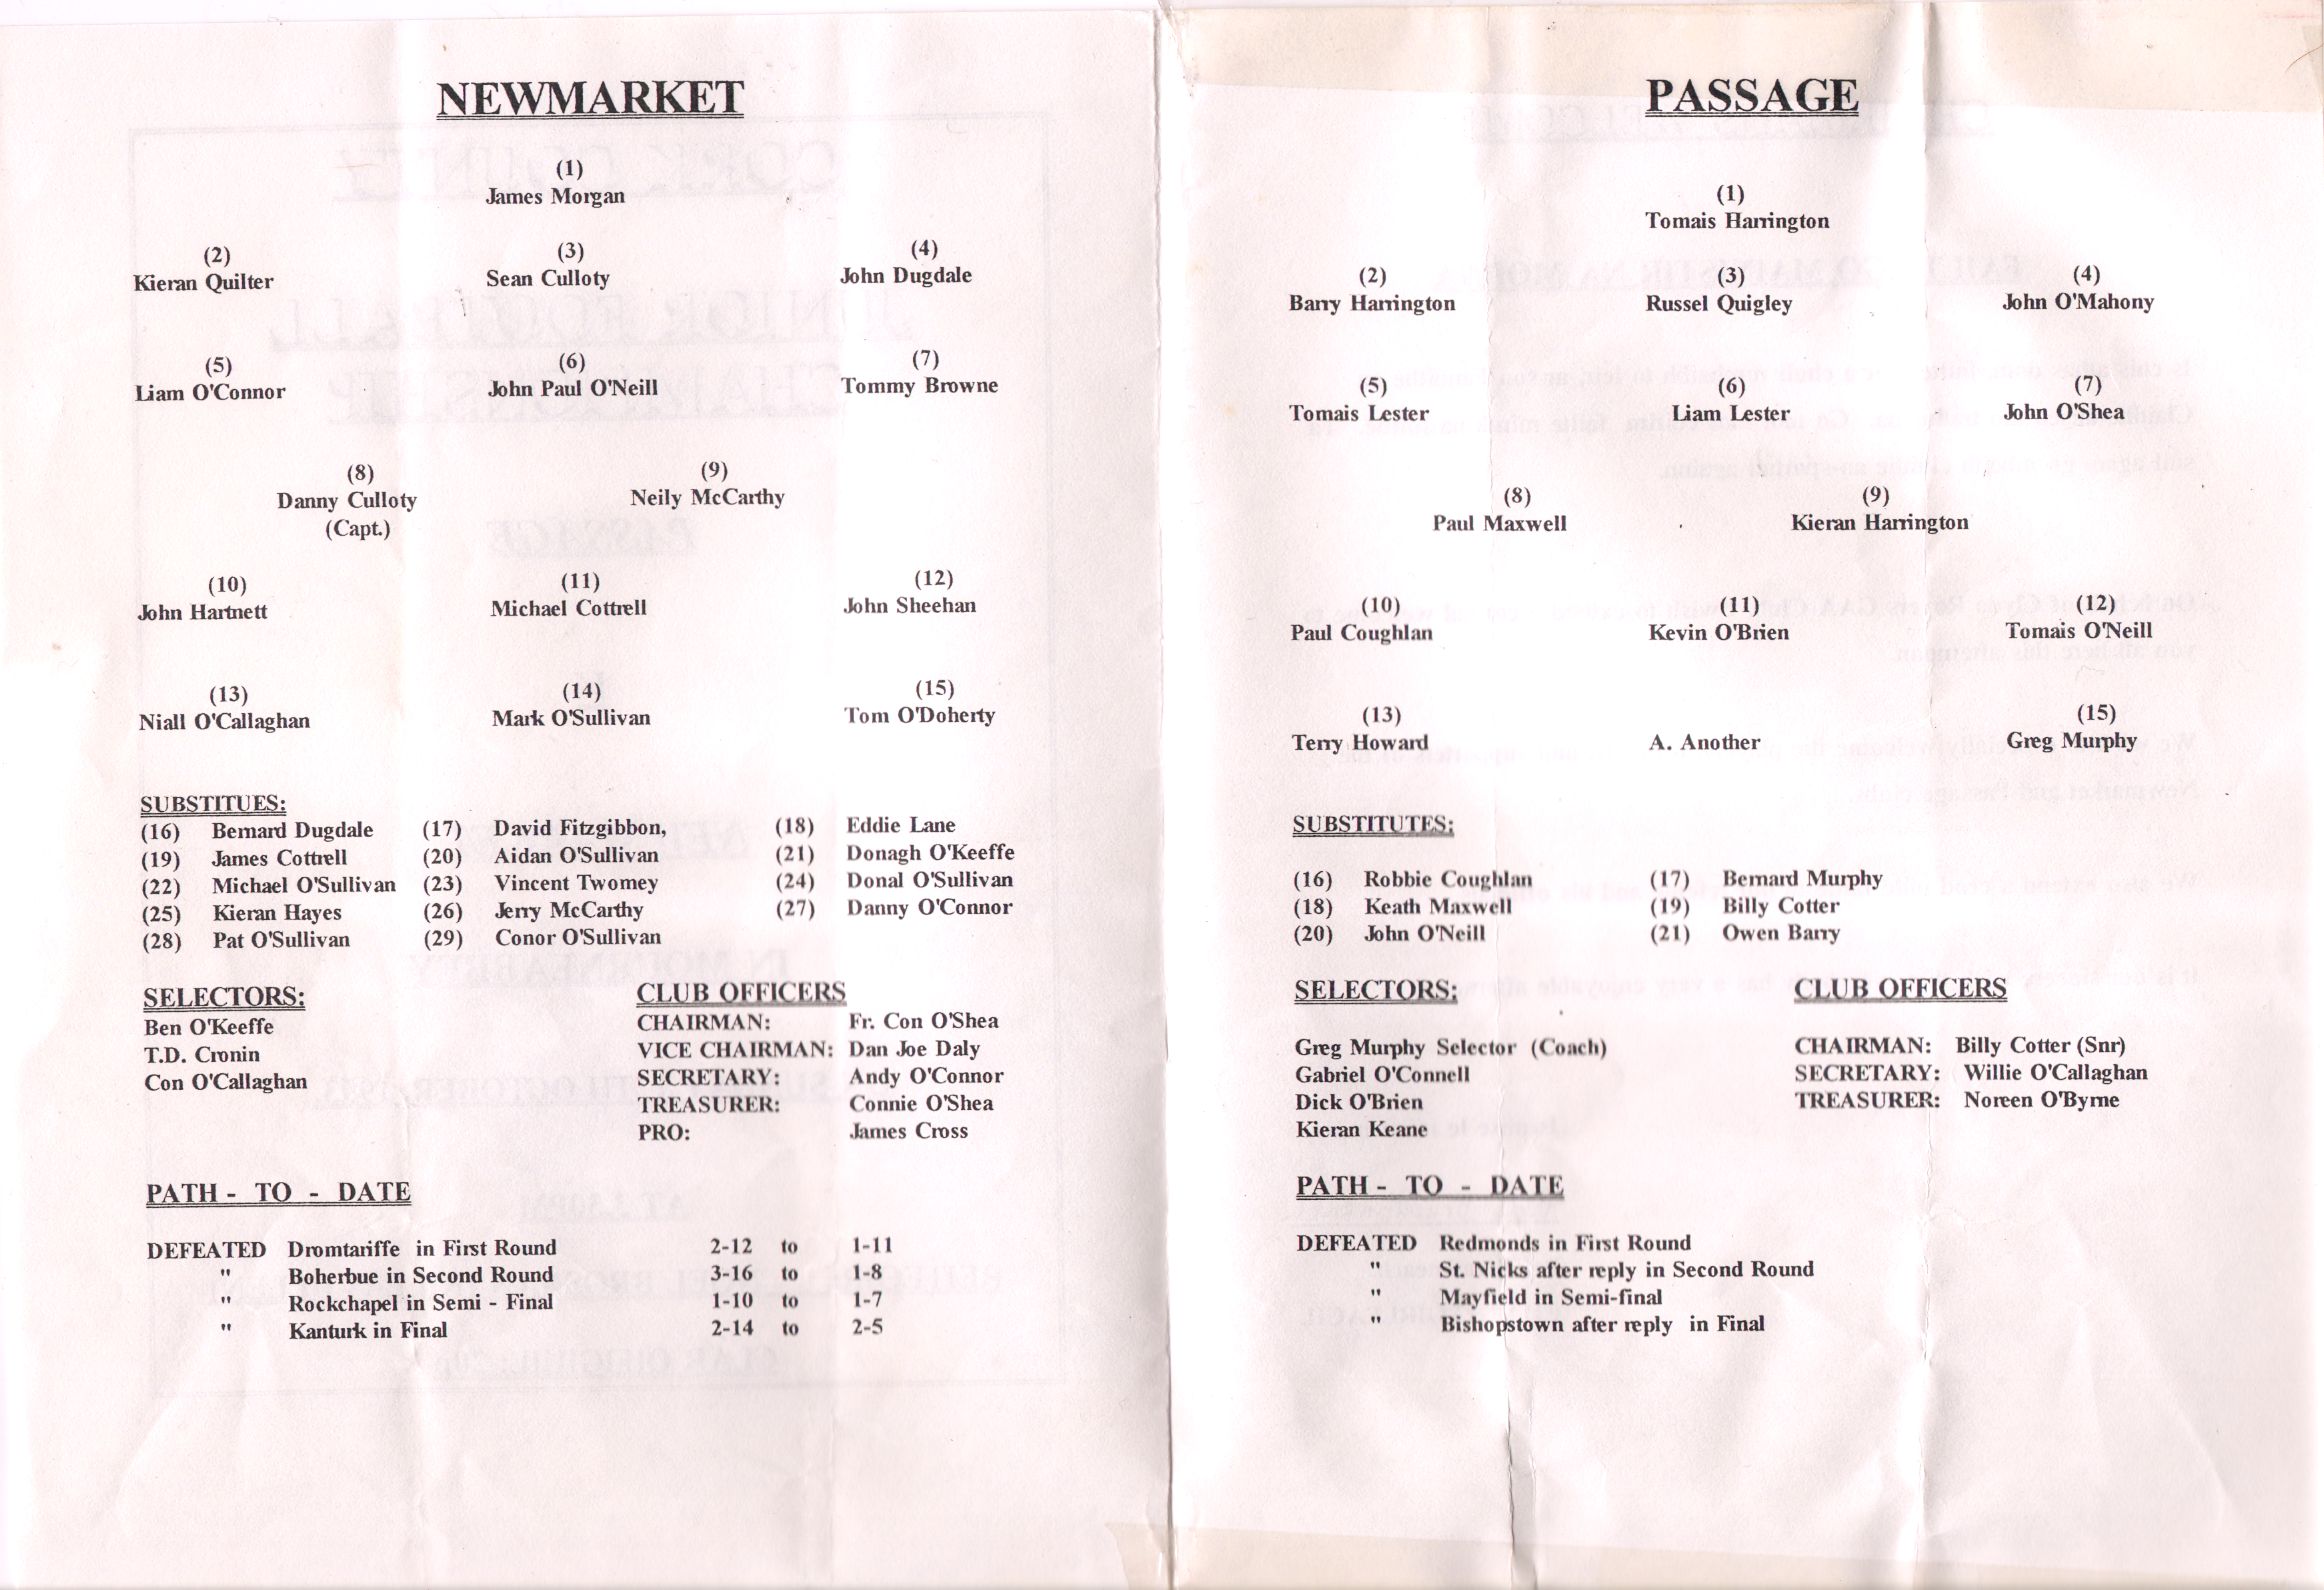 NEWMARKET
(1)
James Morgan
(2) (3) (4)
Kieran Quilter Sean Culloty John Dugdale
(5) (6) (7)
Liam O'Connor John Paul O'Neill Tommy Browne
(8) (9)
Danny Culloty Neily McCarthy
(Capt.)
(10) (11) (12)
John Hartnett Michael Cottrell John Sheehan
(13) (14) (15)
Niall O'Callaghan Mark O'Sullivan Tom O'Doherty
SUBSTITUES:
(16) Bernard Dugdale (17) David Fitzgibbon, (18) Eddie Lane
(19) James Cottrell (20) Aidan O'Sullivan (21) Donagh O'Keeffe
(22) Michael O'Sullivan (23) Vincent Twomey (24) Donal O'Sullivan
(25) Kieran Hayes (26) Jerry McCarthy (27) Danny O'Connor
(28) Pat O'Sullivan (29) Conor O'Sullivan
SELECTORS:
Ben O'Keeffe
T.D. Cronin
Con O'Callaghan
CLUB OFFICERS
CHAIRMAN: Fr. Con O'Shea
VICE CHAIRMAN: Dan Joe Daly
SECRETARY: Andy O'Connor
TREASURER: Connie O'Shea
PRO: James Cross
PATH - TO - DATE
DEFEATED Dromtariffe in First Round 2-12 to 1-11
" Boherbue in Second Round 3-16 to 1-8
" Rockchapel in Semi - Final 1-10 to 1-7
" Kanturk in Final 2-14 to 2-5
PASSAGE
(1)
Tomais Harrington
(2) (3) (4)
Barry Harrington Russel Quigley John O'Mahony
(5) (6) (7)
Tomais Lester Liam Lester John O'Shea
(8) (9)
Paul Maxwell Kieran Harrington
(10) (11) (12)
Paul Coughlan Kevin O'Brien Tomais O'Neill
(13) (15)
Terry Howard A. Another Greg Murphy
SUBSTITUTES:
(16) Robbie Coughlan (17) Bernard Murphy
(18) Keath Maxwell (19) Billy Cotter
(20) John O'Neill (21) Owen Barry
SELECTORS:
Greg Murphy Selector (Coach)
Gabriel O'Connell
Dick O'Brien
Kieran Keane
CLUB OFFICERS
CHAIRMAN: Billy Cotter (Snr)
SECRETARY: Willie O'Callaghan
TREASURER: Noreen O'Byrne
PATH - TO - DATE
DEFEATED Redmonds in First Round
" St. Nicks after reply in Second Round
" Mayfield in Semi-final
" Bishopstown after reply in Final